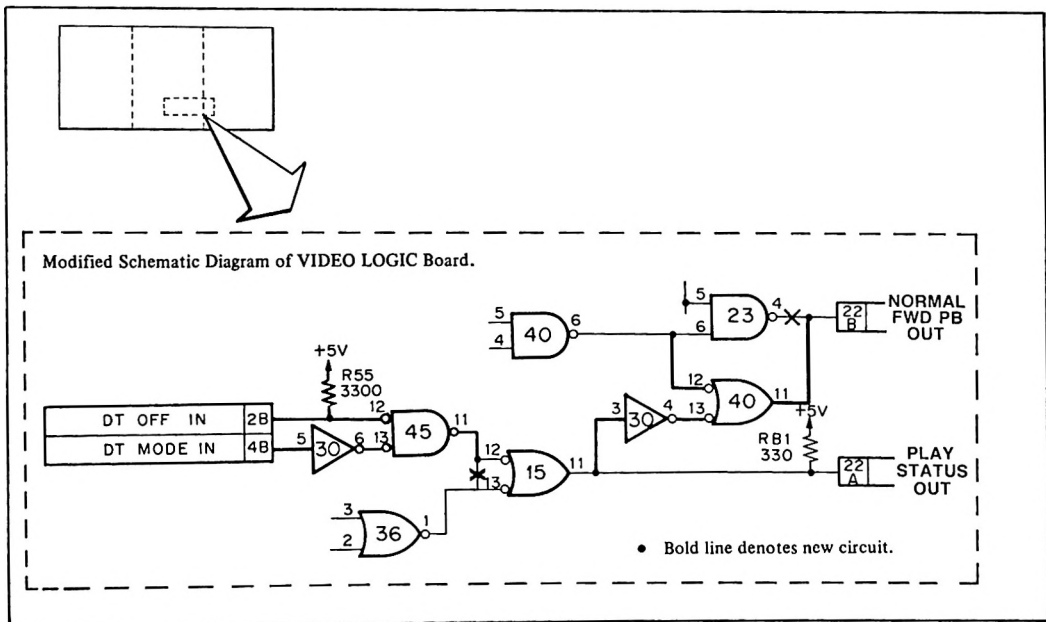 Modified Schematic Diagram of VIDEO LOGIC Board.
5
4
40
6
5
6
23
4
22
B
NORMAL
FWD PB
OUT
+5V
R55
3300
12
13
40
11
DT OFF IN 2B
DT MODE IN 4B
5
30
6
12
13
45
11
3
30
4
+5V
RB1
330
12
13
15
11
22
A
PLAY
STATUS
OUT
3
2
36
1
• Bold line denotes new circuit.